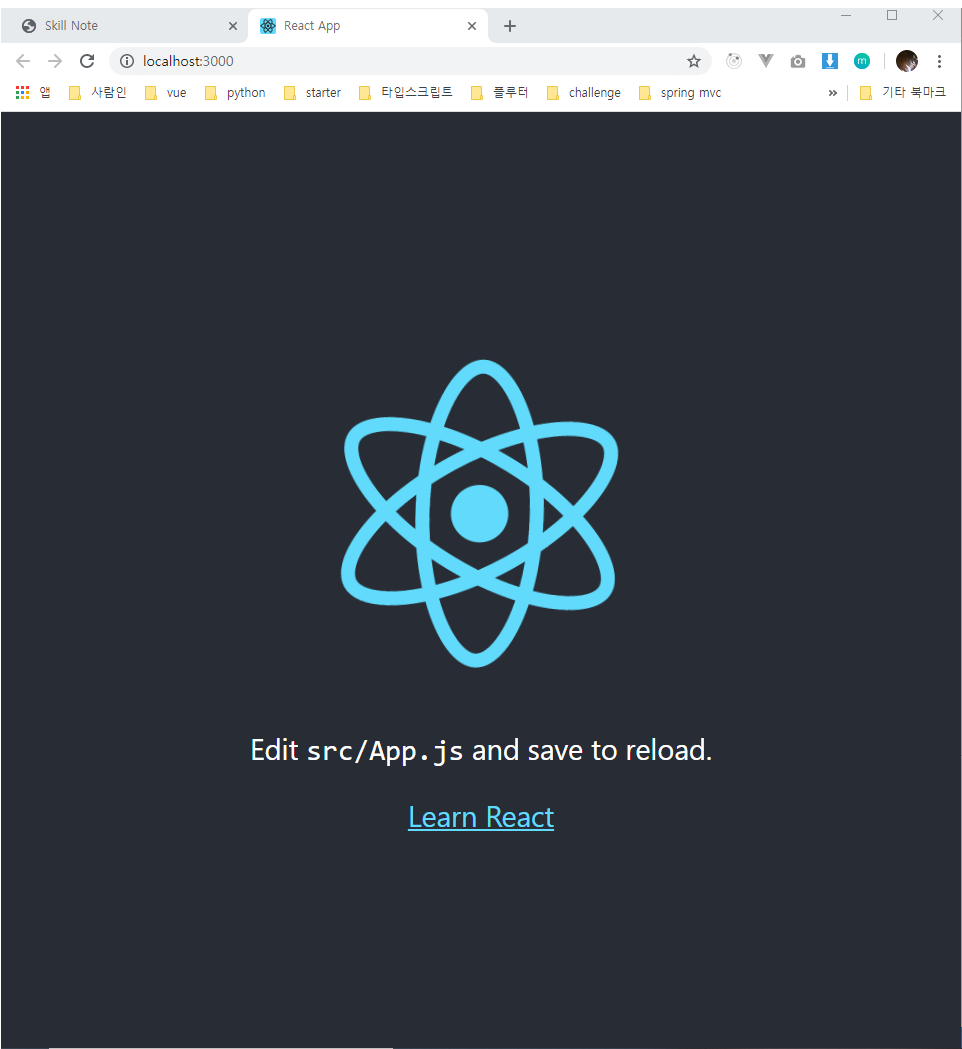 Skill Note
React App
localhost:3000
앱 사람인 vue python starter 타입스크립트 플루터 challenge spring mvc » 기타 북마크
Edit src/App.js and save to reload.
Learn React